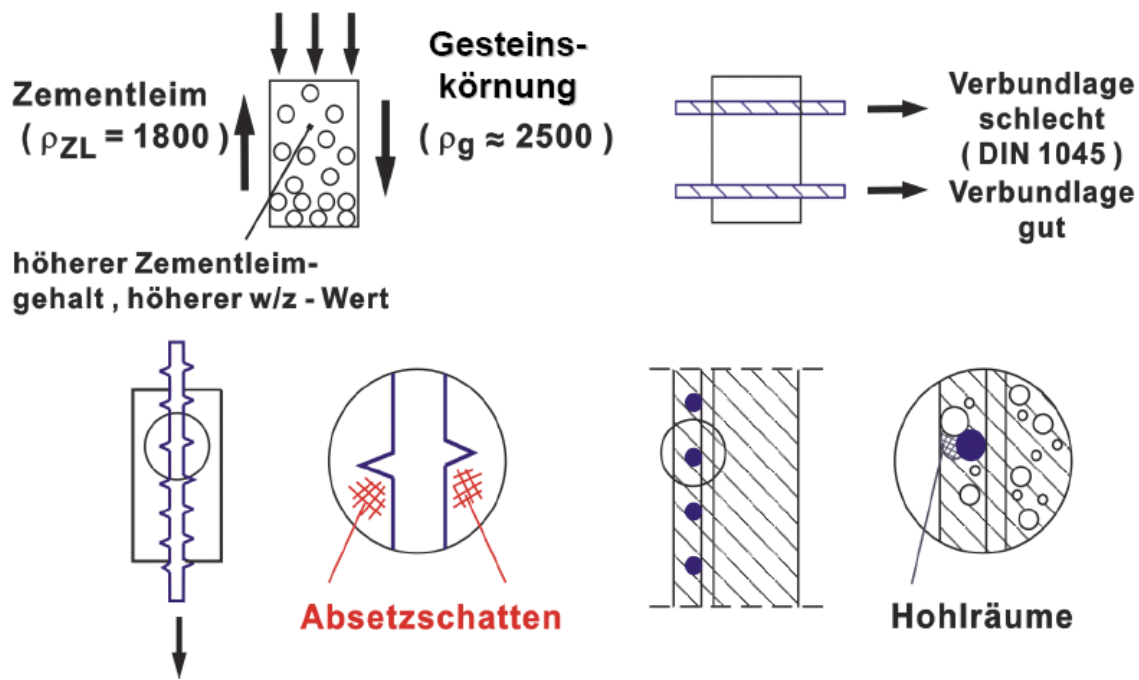 Zementleim
( ρZL = 1800 )
Gesteins-
körnung
( ρg ≈ 2500 )
höherer Zementleim-
gehalt , höherer w/z - Wert
Verbundlage
schlecht
( DIN 1045 )
Verbundlage
gut
Absetzschatten
Hohlräume